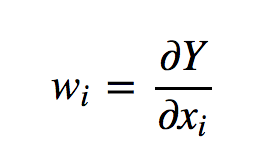 wᵢ = ∂Y / ∂xᵢ